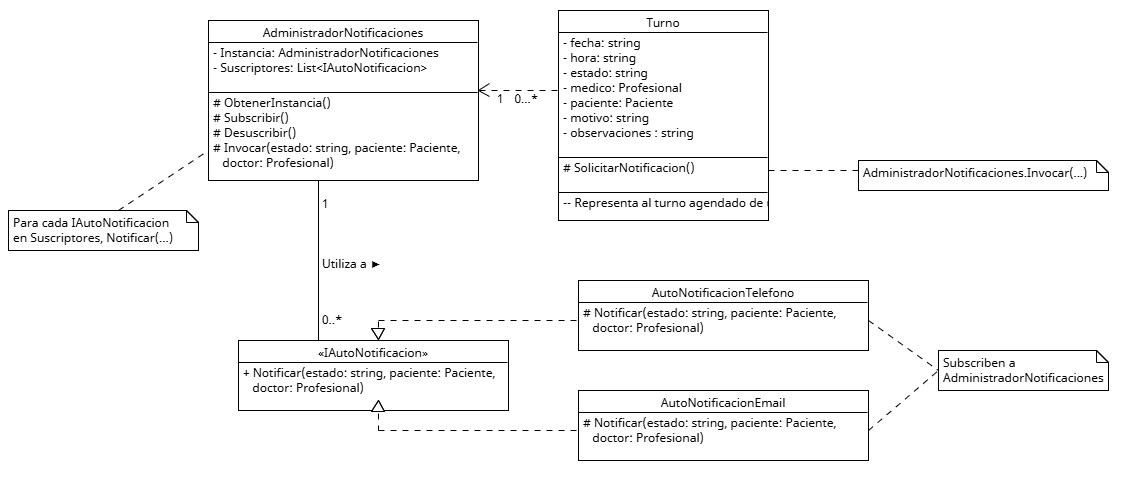 AdministradorNotificaciones
- Instancia: AdministradorNotificaciones
- Suscriptores: List<IAutoNotificacion>
# ObtenerInstancia()
# Subscribir()
# Desuscribir()
# Invocar(estado: string, paciente: Paciente,
doctor: Profesional)
Turno
- fecha: string
- hora: string
- estado: string
- medico: Profesional
- paciente: Paciente
- motivo: string
- observaciones : string
# SolicitarNotificacion()
-- Representa al turno agendado de
1 0...*
AdministradorNotificaciones.Invocar(...)
Para cada IAutoNotificacion
en Suscriptores, Notificar(...)
1
Utiliza a ►
0..*
«IAutoNotificacion»
+ Notificar(estado: string, paciente: Paciente,
doctor: Profesional)
AutoNotificacionTelefono
# Notificar(estado: string, paciente: Paciente,
doctor: Profesional)
AutoNotificacionEmail
# Notificar(estado: string, paciente: Paciente,
doctor: Profesional)
Subscriben a
AdministradorNotificaciones